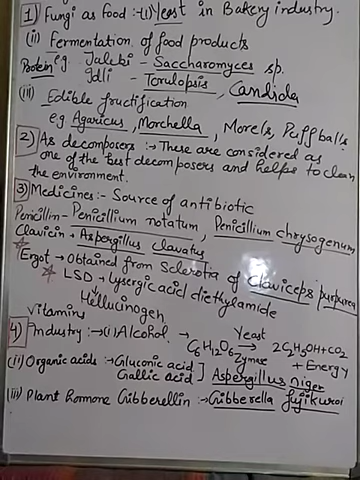 1) Fungi as food :- (i) Yeast in Bakery industry.
(ii) Fermentation of food products
Protein e.g. Jalebi - Saccharomyces sp.
Idli - Torulopsis, Candida
(iii) Edible fructification
e.g Agaricus, Morchella, Morels, Puff balls
2) As decomposers :→ These are considered as
one of the best decomposers and helps to clean
the environment.
3) Medicines :- Source of antibiotic
Penicillin - Penicillium notatum, Penicillium chrysogenum
Clavicin → Aspergillus clavatus
Ergot → Obtained from Sclerotia of Claviceps purpurea
LSD → Lysergic acid diethylamide
↓
Hellucinogen
Vitamins
4) Industry :→ (i) Alcohol → C6H12O6 Yeast Zymase 2C2H5OH + CO2 + Energy
(ii) Organic acids :→ Gluconic acid
Gallic acid ] Aspergillus niger
(iii) Plant Hormone Gibberellin :→ Gibberella fujikuroi